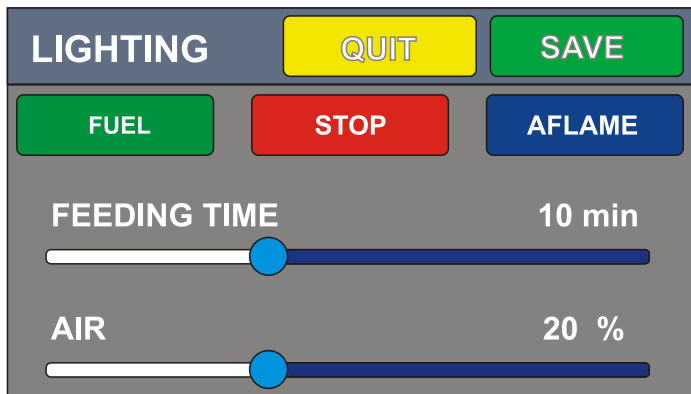 LIGHTING QUIT SAVE
FUEL STOP AFLAME
FEEDING TIME 10 min
AIR 20 %